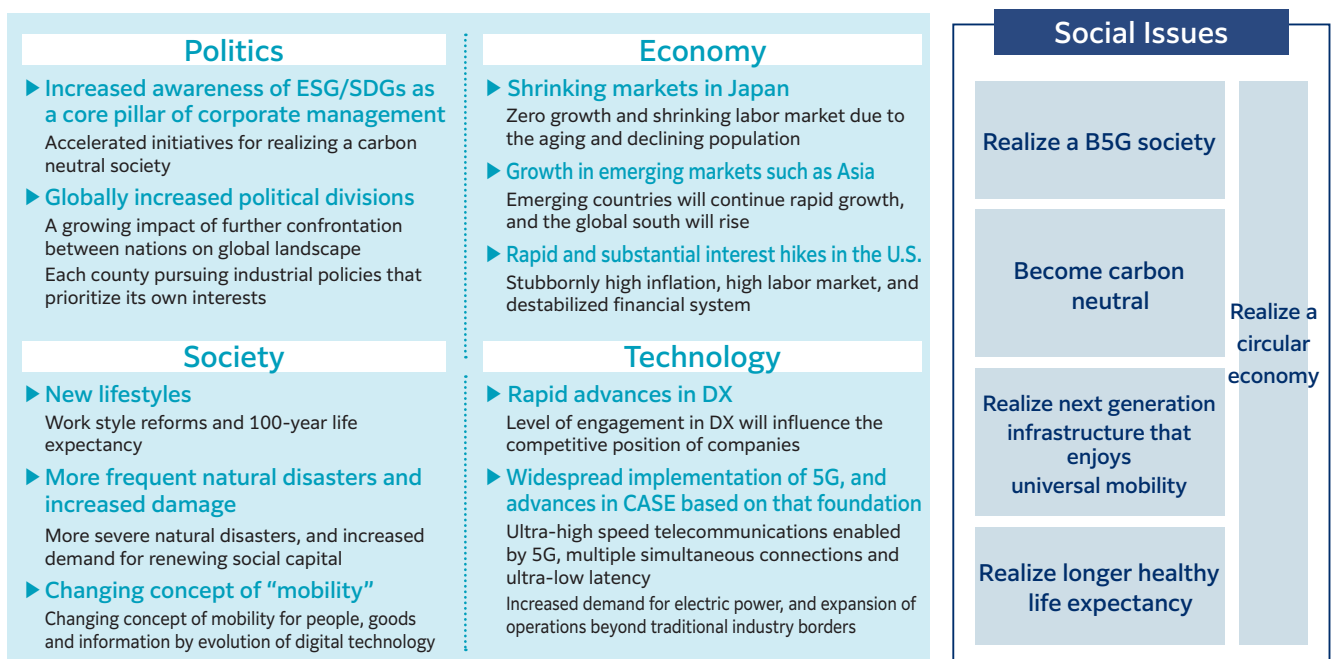 Politics
▶ Increased awareness of ESG/SDGs as
a core pillar of corporate management
Accelerated initiatives for realizing a carbon
neutral society
▶ Globally increased political divisions
A growing impact of further confrontation
between nations on global landscape
Each county pursuing industrial policies that
prioritize its own interests
Economy
▶ Shrinking markets in Japan
Zero growth and shrinking labor market due to
the aging and declining population
▶ Growth in emerging markets such as Asia
Emerging countries will continue rapid growth,
and the global south will rise
▶ Rapid and substantial interest hikes in the U.S.
Stubbornly high inflation, high labor market, and
destabilized financial system
Society
▶ New lifestyles
Work style reforms and 100-year life
expectancy
▶ More frequent natural disasters and
increased damage
More severe natural disasters, and increased
demand for renewing social capital
▶ Changing concept of “mobility”
Changing concept of mobility for people, goods
and information by evolution of digital technology
Technology
▶ Rapid advances in DX
Level of engagement in DX will influence the
competitive position of companies
▶ Widespread implementation of 5G, and
advances in CASE based on that foundation
Ultra-high speed telecommunications enabled
by 5G, multiple simultaneous connections and
ultra-low latency
Increased demand for electric power, and expansion of
operations beyond traditional industry borders
Social Issues
Realize a B5G society
Become carbon
neutral
Realize next generation
infrastructure that
enjoys
universal mobility
Realize longer healthy
life expectancy
Realize a
circular
economy